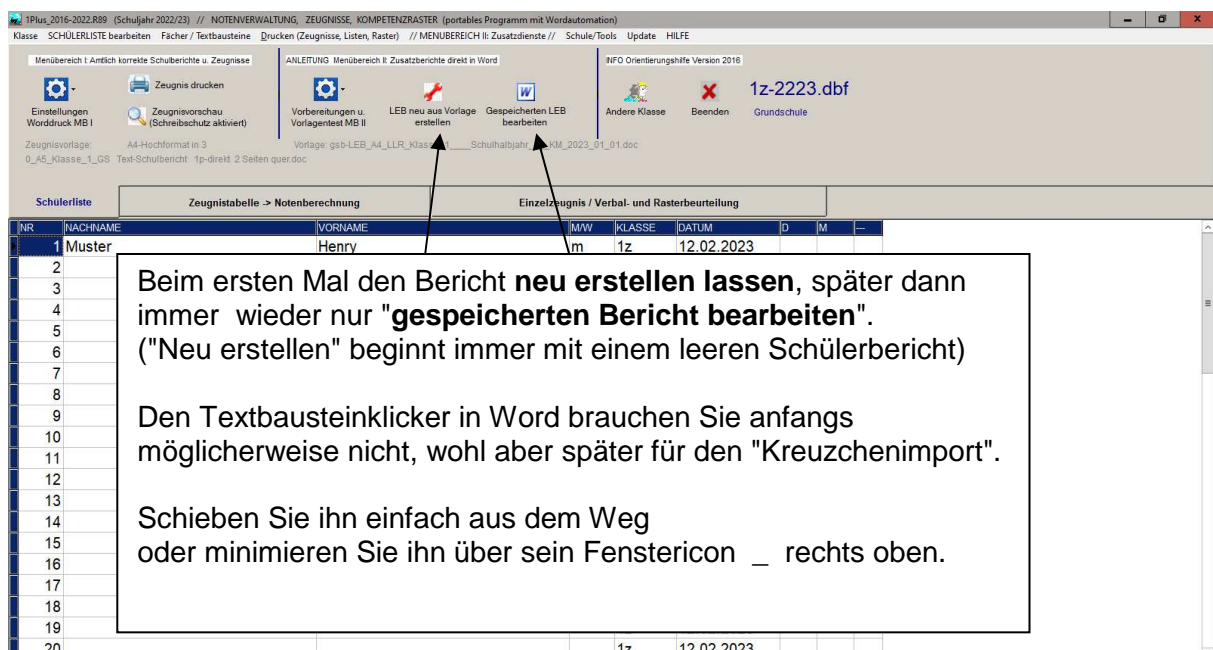 1Plus_2016-2022.R89 (Schuljahr 2022/23) // NOTENVERWALTUNG, ZEUGNISSE, KOMPETENZRASTER (portables Programm mit Wordautomation)
Klasse SCHÜLERLISTE bearbeiten Fächer / Textbausteine Drucken (Zeugnisse, Listen, Raster) // MENÜBEREICH II: Zusatzdienste // Schule/Tools Update HILFE
Menübereich I: Amtlich korrekte Schulberichte u. Zeugnisse
Einstellungen
Worddruck MB I
Zeugnis drucken
Zeugnisvorschau
(Schreibschutz aktiviert)
ANLEITUNG Menübereich II: Zusatzberichte direkt in Word
Vorbereitungen u.
Vorlagentest MB II
LEB neu aus Vorlage
erstellen
Gespeicherten LEB
bearbeiten
INFO Orientierungshilfe Version 2016
Andere Klasse
Beenden
1z-2223.dbf
Grundschule
Zeugnisvorlage: A4-Hochformat in 3
0_A5_Klasse_1_GS Text-Schulbericht 1p-direkt 2 Seiten quer.doc
Schülerliste
Zeugnistabelle -> Notenberechnung
Einzelzeugnis / Verbal- und Rasterbeurteilung
NR NACHNAME VORNAME M/W KLASSE DATUM D M ---
1 Muster Henry m 1z 12.02.2023
2
3
4
5
6
7
8
9
10
11
12
13
14
15
16
17
18
19
20 1z 12.02.2023
Beim ersten Mal den Bericht neu erstellen lassen, später dann
immer wieder nur "gespeicherten Bericht bearbeiten".
("Neu erstellen" beginnt immer mit einem leeren Schülerbericht)
Den Textbausteinklicker in Word brauchen Sie anfangs
möglicherweise nicht, wohl aber später für den "Kreuzchenimport".
Schieben Sie ihn einfach aus dem Weg
oder minimieren Sie ihn über sein Fenstericon _ rechts oben.